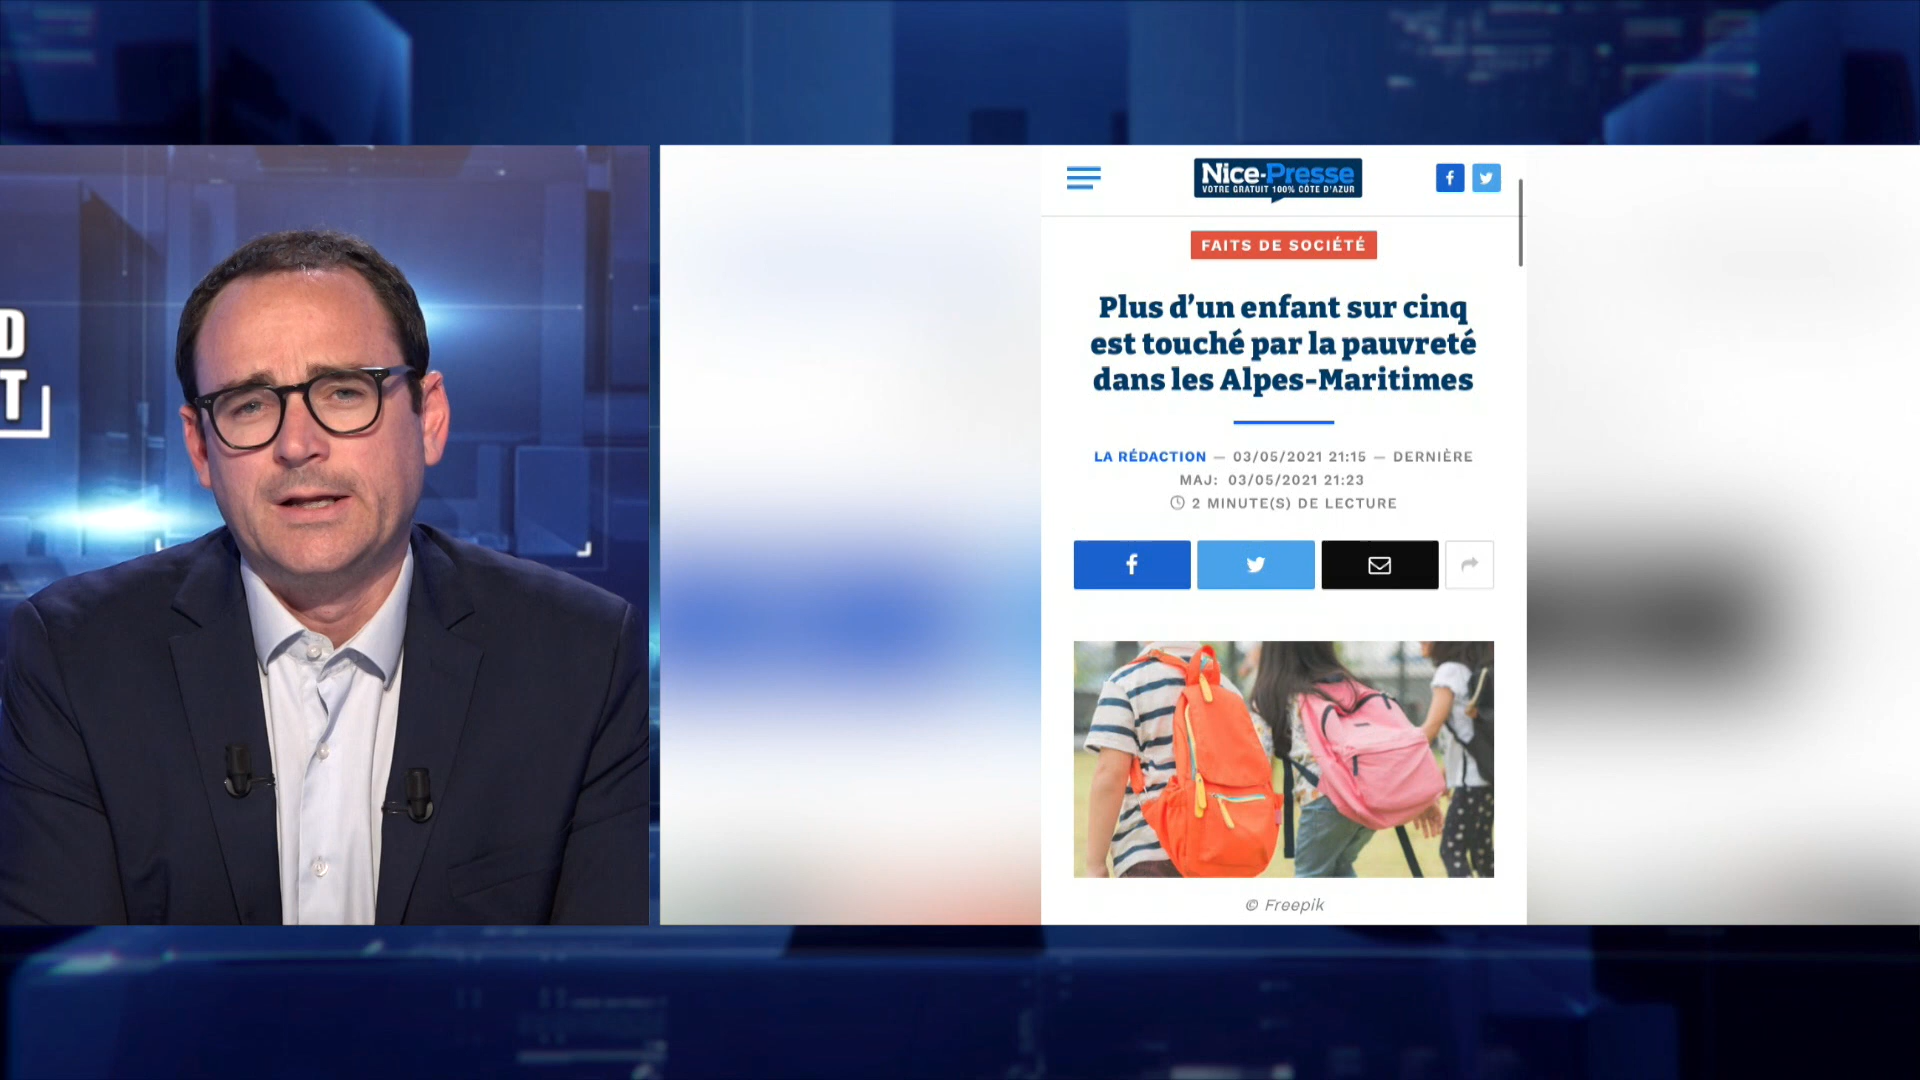 D
T
Nice-Presse
VOTRE GRATUIT 100% CÔTE D'AZUR
FAITS DE SOCIÉTÉ
Plus d’un enfant sur cinq
est touché par la pauvreté
dans les Alpes-Maritimes
LA RÉDACTION — 03/05/2021 21:15 — DERNIÈRE
MAJ: 03/05/2021 21:23
2 MINUTE(S) DE LECTURE
© Freepik